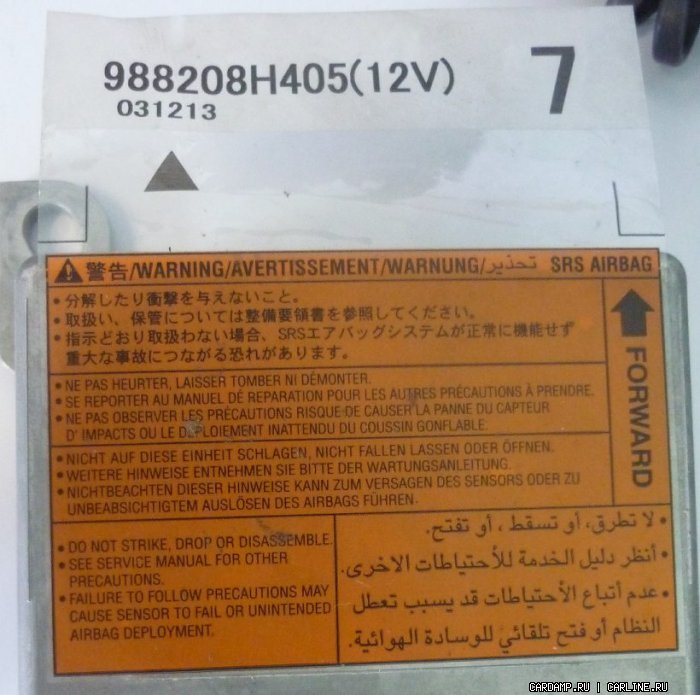 988208H405(12V) 7
031213
警告/WARNING/AVERTISSEMENT/WARNUNG/تحذير SRS AIRBAG
• 分解したり衝撃を与えないこと。
• 取扱い、保管については整備要領書を参照してください。
• 指示どおり取扱わない場合、SRSエアバッグシステムが正常に機能せず
重大な事故につながる恐れがあります。
FORWARD
• NE PAS HEURTER, LAISSER TOMBER NI DÉMONTER.
• SE REPORTER AU MANUEL DE REPARATION POUR LES AUTRES PRÉCAUTIONS À PRENDRE.
• NE PAS OBSERVER LES PRÉCAUTIONS RISQUE DE CAUSER LA PANNE DU CAPTEUR
D' IMPACTS OU LE DEPLOIEMENT INATTENDU DU COUSSIN GONFLABLE.
• NICHT AUF DIESE EINHEIT SCHLAGEN, NICHT FALLEN LASSEN ODER ÖFFNEN.
• WEITERE HINWEISE ENTNEHMEN SIE BITTE DER WARTUNGSANLEITUNG.
• NICHTBEACHTEN DIESER HINWEISE KANN ZUM VERSAGEN DES SENSORS ODER ZU
UNBEABSICHTIGTEM AUSLÖSEN DES AIRBAGS FÜHREN.
• DO NOT STRIKE, DROP OR DISASSEMBLE.
• SEE SERVICE MANUAL FOR OTHER
PRECAUTIONS.
• FAILURE TO FOLLOW PRECAUTIONS MAY
CAUSE SENSOR TO FAIL OR UNINTENDED
AIRBAG DEPLOYMENT.
• لا تطرق، أو تسقط ، أو تفتح.
• أنظر دليل الخدمة للأحتياطات الاخرى.
• عدم أتباع الأحتياطات قد يسبب تعطل
النظام أو فتح تلقائي للوسادة الهوائية.
CARDAMP.RU | CARLINE.RU